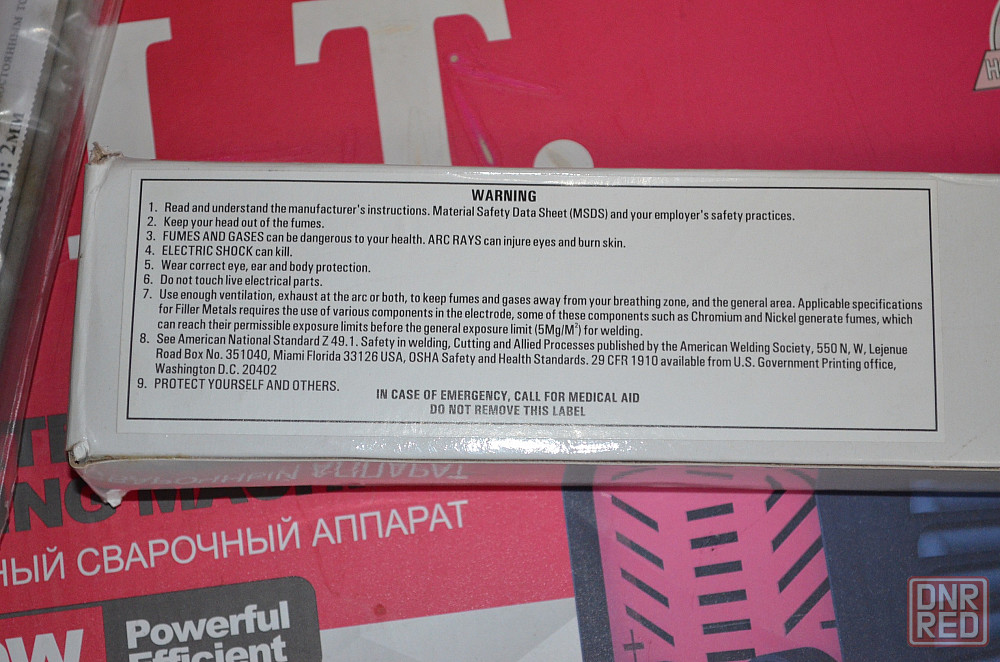 T.
WARNING
1. Read and understand the manufacturer's instructions. Material Safety Data Sheet (MSDS) and your employer's safety practices.
2. Keep your head out of the fumes.
3. FUMES AND GASES can be dangerous to your health. ARC RAYS can injure eyes and burn skin.
4. ELECTRIC SHOCK can kill.
5. Wear correct eye, ear and body protection.
6. Do not touch live electrical parts.
7. Use enough ventilation, exhaust at the arc or both, to keep fumes and gases away from your breathing zone, and the general area. Applicable specifications
for Filler Metals requires the use of various components in the electrode, some of these components such as Chromium and Nickel generate fumes, which
can reach their permissible exposure limits before the general exposure limit (5Mg/M²) for welding.
8. See American National Standard Z 49.1. Safety in welding, Cutting and Allied Processes published by the American Welding Society, 550 N, W, Lejenue
Road Box No. 351040, Miami Florida 33126 USA, OSHA Safety and Health Standards. 29 CFR 1910 available from U.S. Government Printing office,
Washington D.C. 20402
9. PROTECT YOURSELF AND OTHERS.
IN CASE OF EMERGENCY, CALL FOR MEDICAL AID
DO NOT REMOVE THIS LABEL
2ММ
НЫЙ СВАРОЧНЫЙ АППАРАТ
Powerful
Efficient
DNR
RED